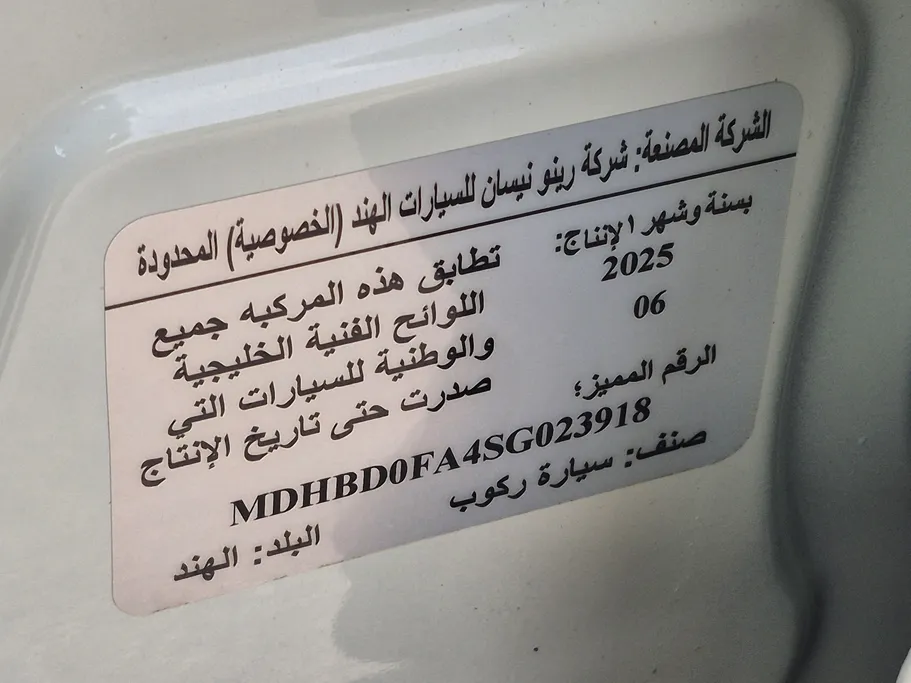 الشركة المصنعة: شركة رينو نيسان للسيارات الهند (الخصوصية) المحدودة
بسنة وشهر الإنتاج:
2025
06
تطابق هذه المركبه جميع
اللوائح الفنية الخليجية
والوطنية للسيارات التي
صدرت حتى تاريخ الإنتاج
الرقم المميز؛
MDHBD0FA4SG023918
صنف: سيارة ركوب
البلد: الهند